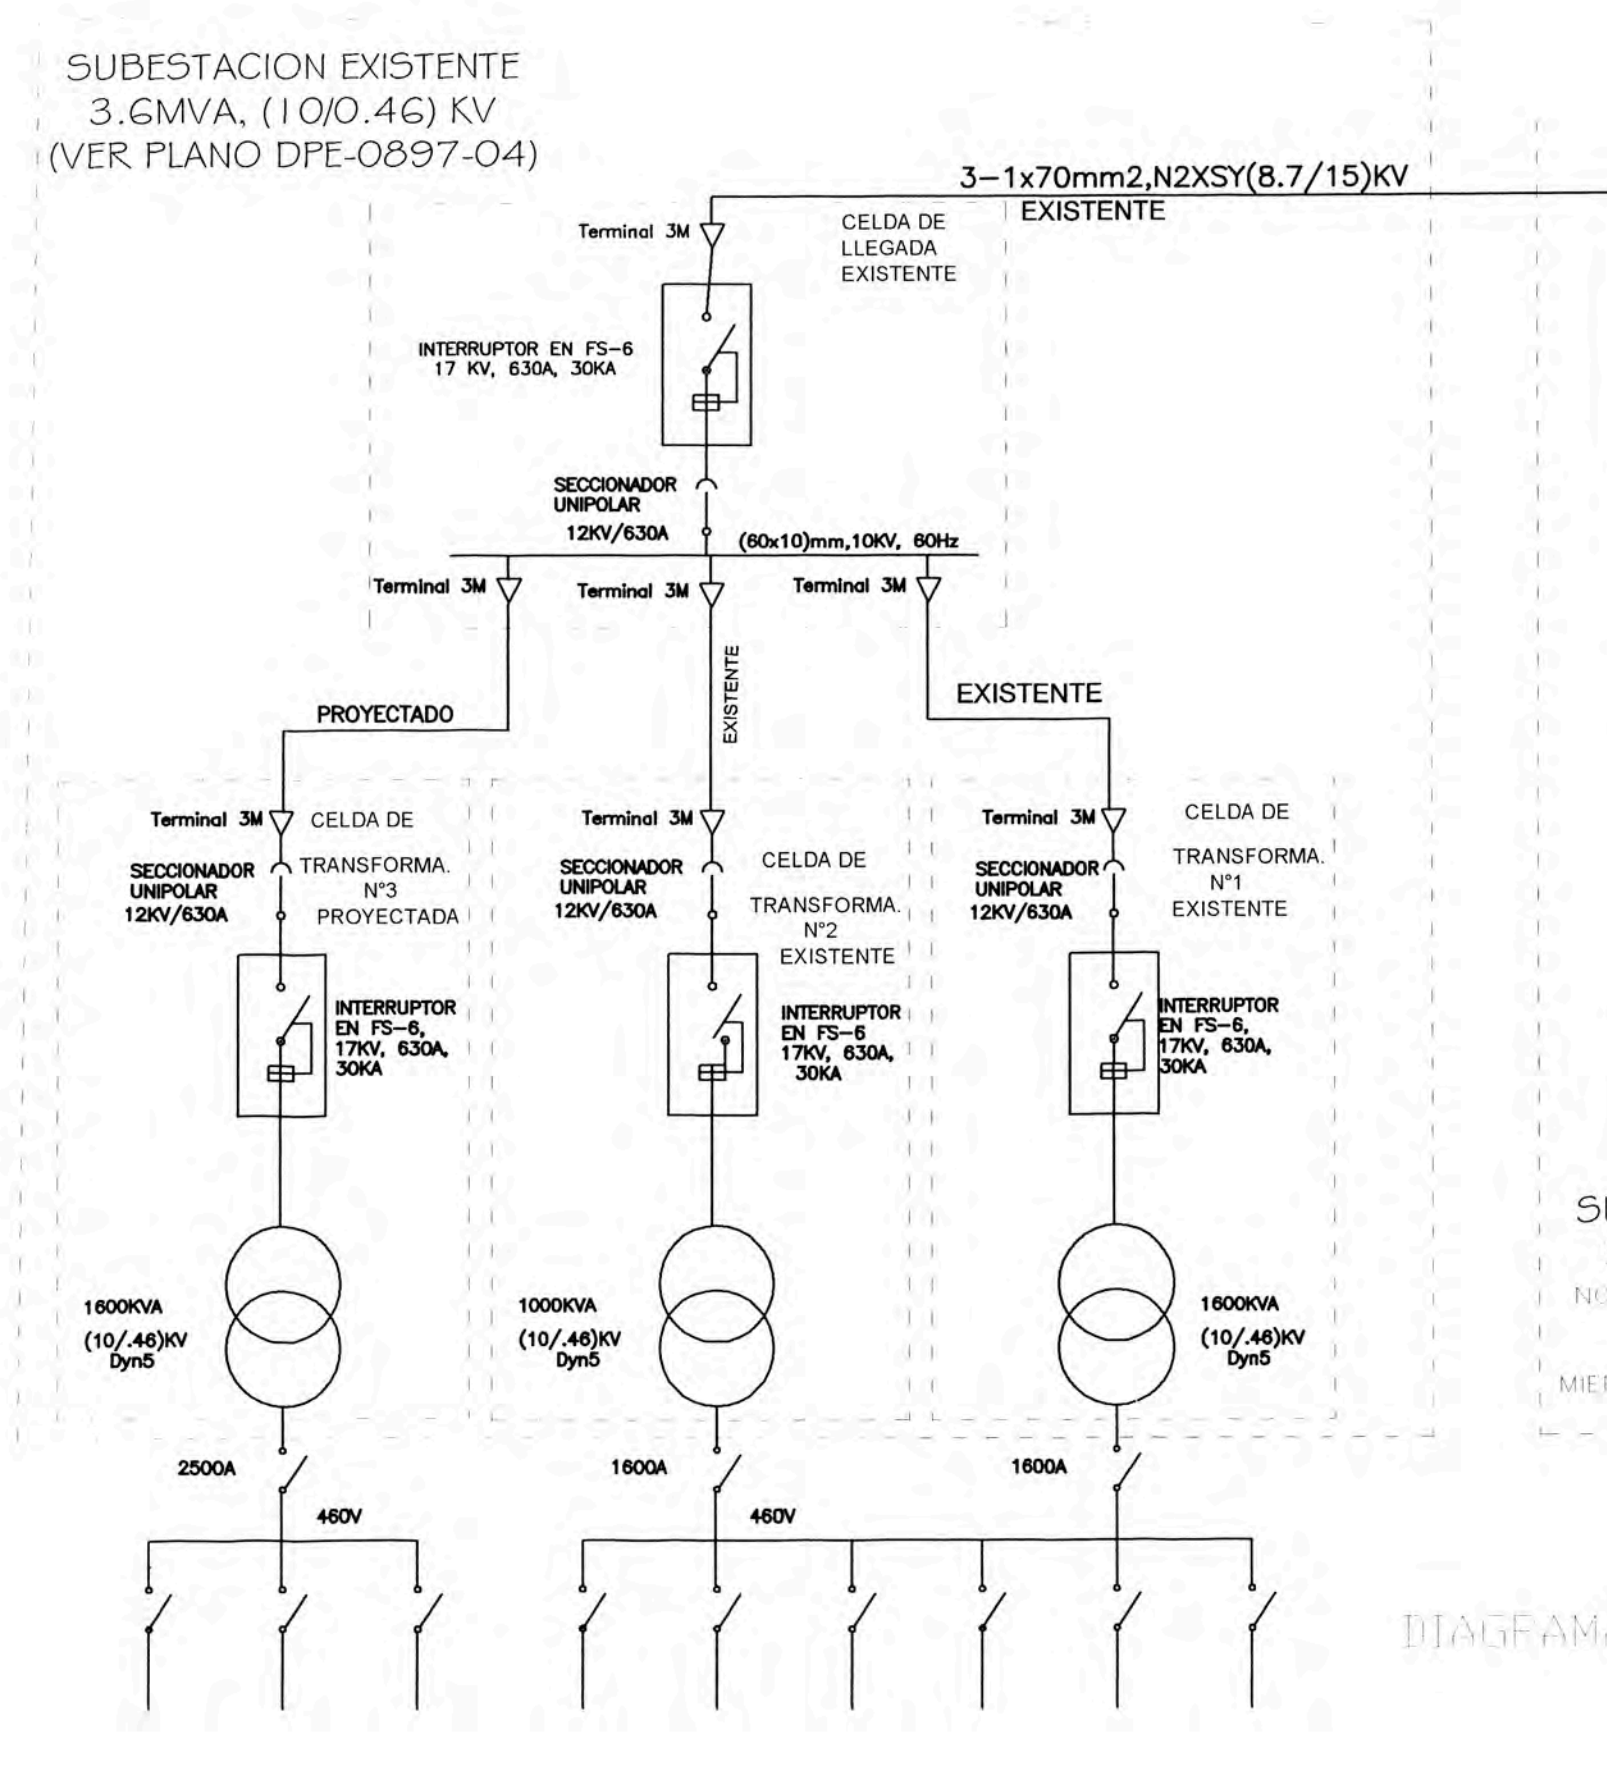 SUBESTACION EXISTENTE
3.6MVA, (10/0.46) KV
(VER PLANO DPE-0897-04)
3-1x70mm2,N2XSY(8.7/15)KV
EXISTENTE
Terminal 3M
CELDA DE
LLEGADA
EXISTENTE
INTERRUPTOR EN FS-6
17 KV, 630A, 30KA
SECCIONADOR
UNIPOLAR
12KV/630A
(60x10)mm,10KV, 60Hz
Terminal 3M
Terminal 3M
Terminal 3M
PROYECTADO
EXISTENTE
EXISTENTE
Terminal 3M
CELDA DE
TRANSFORMA.
N°3
PROYECTADA
SECCIONADOR
UNIPOLAR
12KV/630A
INTERRUPTOR
EN FS-6,
17KV, 630A,
30KA
1600KVA
(10/.46)KV
Dyn5
2500A
460V
Terminal 3M
CELDA DE
TRANSFORMA.
N°2
EXISTENTE
SECCIONADOR
UNIPOLAR
12KV/630A
INTERRUPTOR
EN FS-6
17KV, 630A,
30KA
1000KVA
(10/.46)KV
Dyn5
1600A
460V
Terminal 3M
CELDA DE
TRANSFORMA.
N°1
EXISTENTE
SECCIONADOR
UNIPOLAR
12KV/630A
INTERRUPTOR
EN FS-6,
17KV, 630A,
30KA
1600KVA
(10/.46)KV
Dyn5
1600A